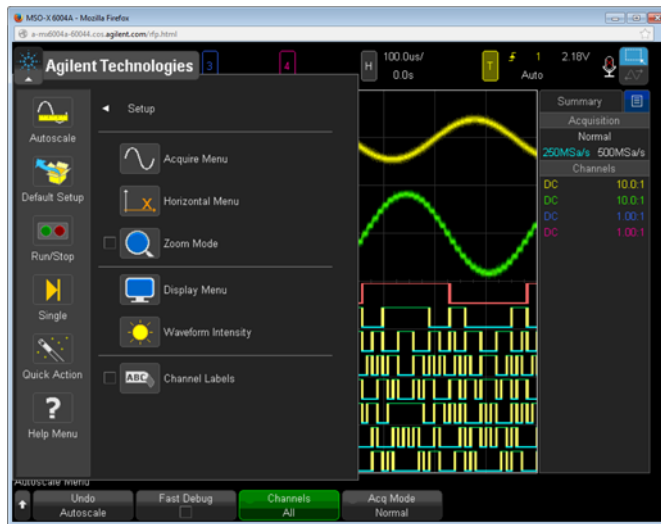 MSO-X 6004A - Mozilla Firefox
a-mx6004a-60044.cos.agilent.com/rfp.html
Agilent Technologies
3
4
H
100.0us/
0.0s
T
1
2.18V
Auto
Summary
Acquisition
Normal
250MSa/s 500MSa/s
Channels
DC 10.0:1
DC 10.0:1
DC 1.00:1
DC 1.00:1
Autoscale
Default Setup
Run/Stop
Single
Quick Action
Help Menu
Setup
Acquire Menu
Horizontal Menu
Zoom Mode
Display Menu
Waveform Intensity
ABC
Channel Labels
Autoscale Menu
Undo
Autoscale
Fast Debug
Channels
All
Acq Mode
Normal